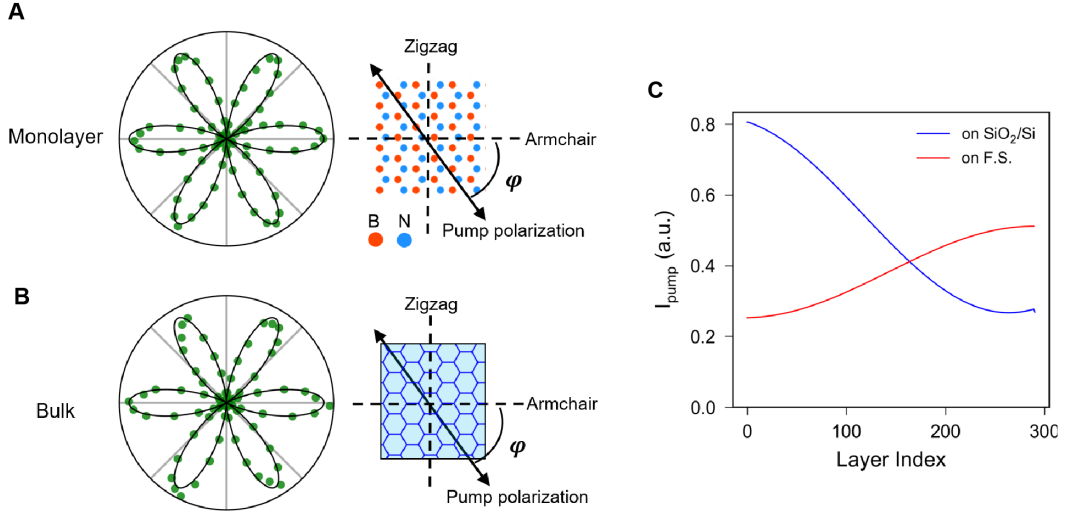 A
Monolayer
Zigzag
Armchair
φ
B N
Pump polarization
B
Bulk
Zigzag
Armchair
φ
Pump polarization
C
I_pump (a.u.)
0.8
0.6
0.4
0.2
0.0
on SiO₂/Si
on F.S.
0 100 200 300
Layer Index